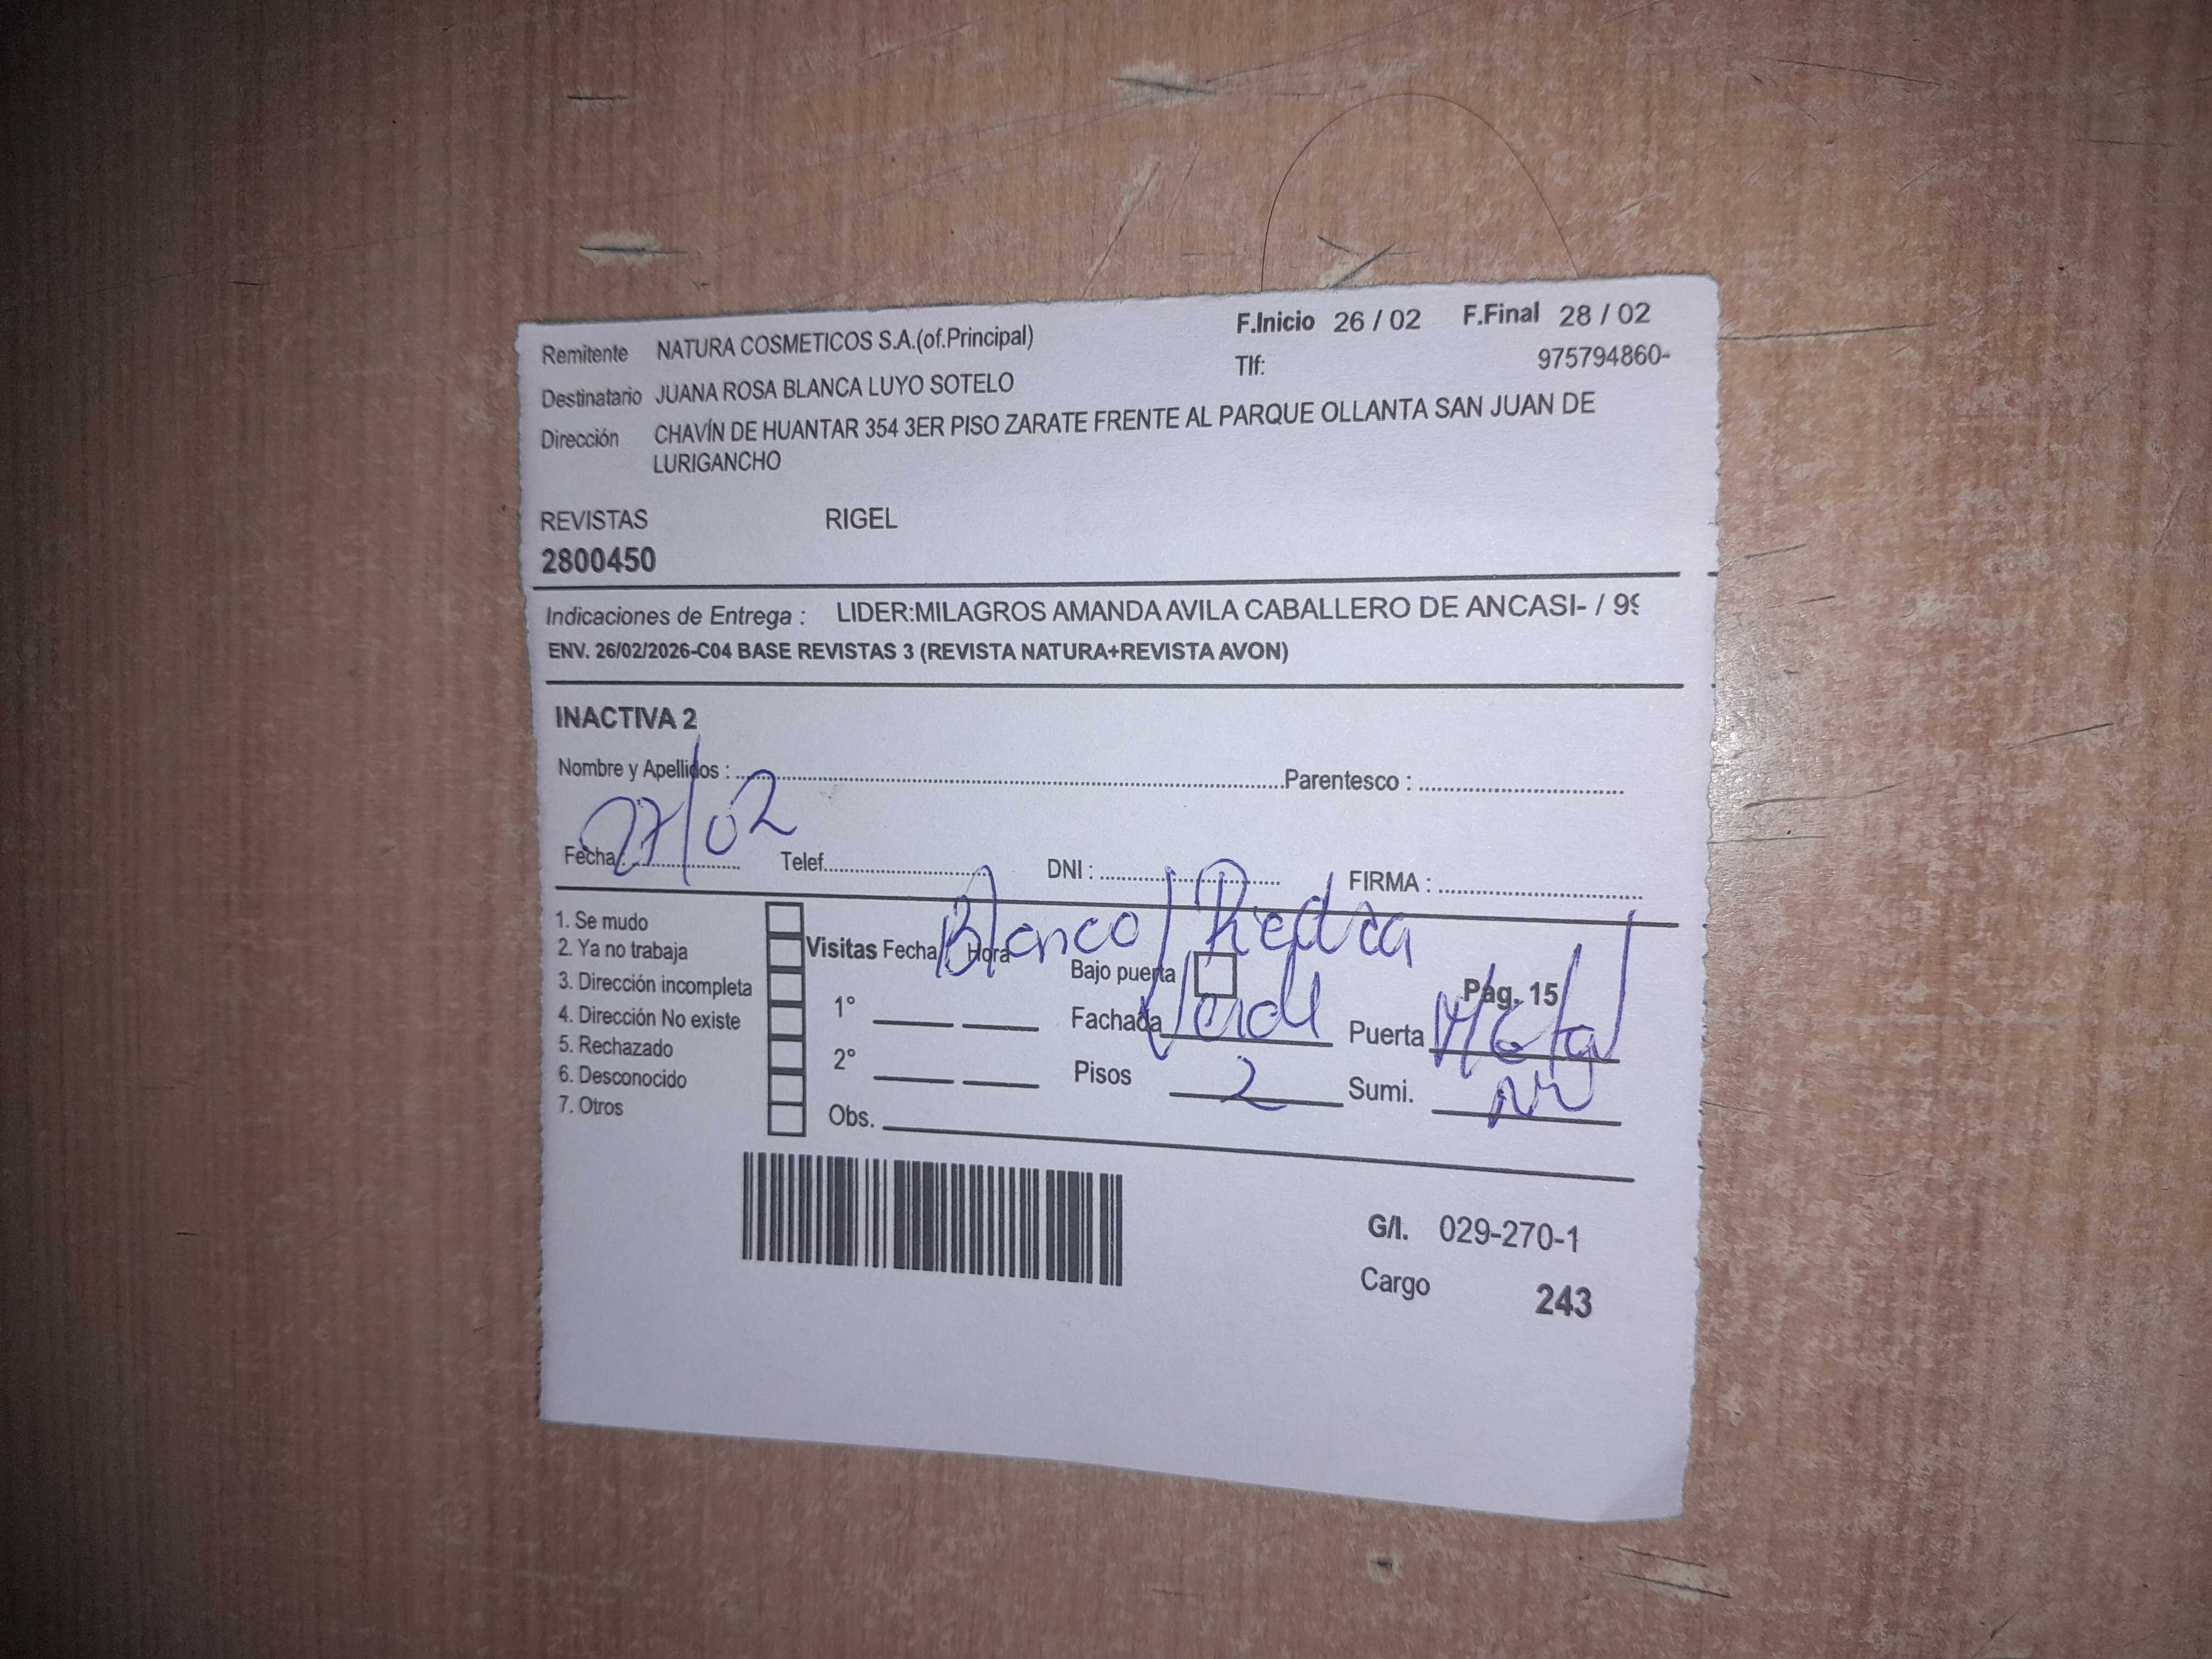 Remitente NATURA COSMETICOS S.A.(of.Principal) F.Inicio 26 / 02 F.Final 28 / 02
Destinatario JUANA ROSA BLANCA LUYO SOTELO Tlf: 975794860-
Dirección CHAVÍN DE HUANTAR 354 3ER PISO ZARATE FRENTE AL PARQUE OLLANTA SAN JUAN DE
LURIGANCHO
REVISTAS RIGEL
2800450
Indicaciones de Entrega : LIDER:MILAGROS AMANDA AVILA CABALLERO DE ANCASI- / 99
ENV. 26/02/2026-C04 BASE REVISTAS 3 (REVISTA NATURA+REVISTA AVON)
INACTIVA 2
Nombre y Apellidos : Parentesco :
Fecha : 27/02 Telef. DNI : FIRMA :
Blanco / Piedra
1. Se mudo
2. Ya no trabaja Visitas Fecha Hora Bajo puerta
3. Dirección incompleta 1° Pag. 15
4. Dirección No existe Fachada Verde Puerta Metal
5. Rechazado 2° Pisos 2 Sumi.
6. Desconocido
7. Otros Obs.
G/I. 029-270-1
Cargo 243